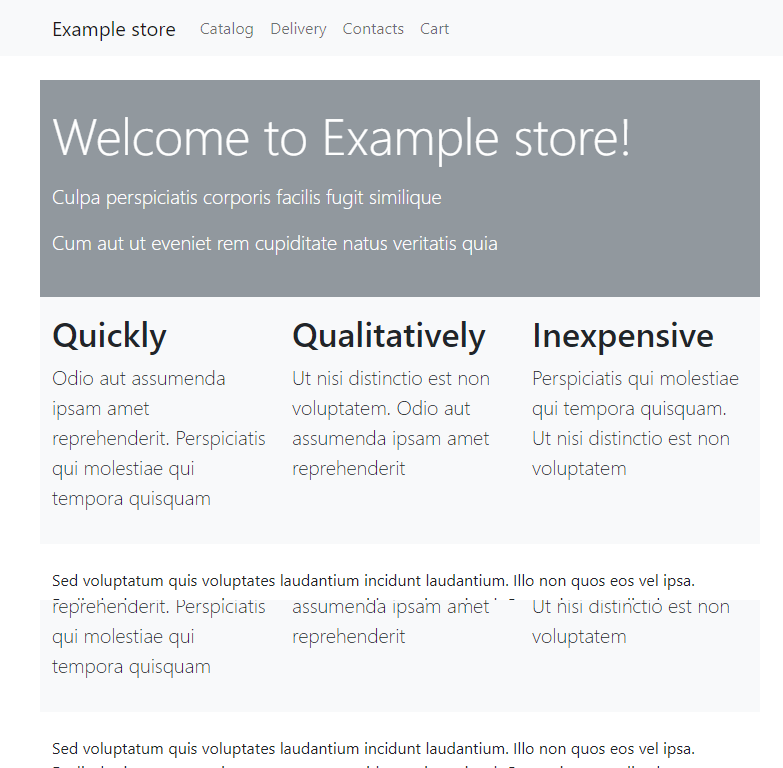 Example store Catalog Delivery Contacts Cart
Welcome to Example store!
Culpa perspiciatis corporis facilis fugit similique
Cum aut ut eveniet rem cupiditate natus veritatis quia
Quickly
Odio aut assumenda
ipsam amet
reprehenderit. Perspiciatis
qui molestiae qui
tempora quisquam
Qualitatively
Ut nisi distinctio est non
voluptatem. Odio aut
assumenda ipsam amet
reprehenderit
Inexpensive
Perspiciatis qui molestiae
qui tempora quisquam.
Ut nisi distinctio est non
voluptatem
Sed voluptatum quis voluptates laudantium incidunt laudantium. Illo non quos eos vel ipsa.
reprehenderit. Perspiciatis
qui molestiae qui
tempora quisquam
assumenda ipsam amet
reprehenderit
Ut nisi distinctio est non
voluptatem
Sed voluptatum quis voluptates laudantium incidunt laudantium. Illo non quos eos vel ipsa.